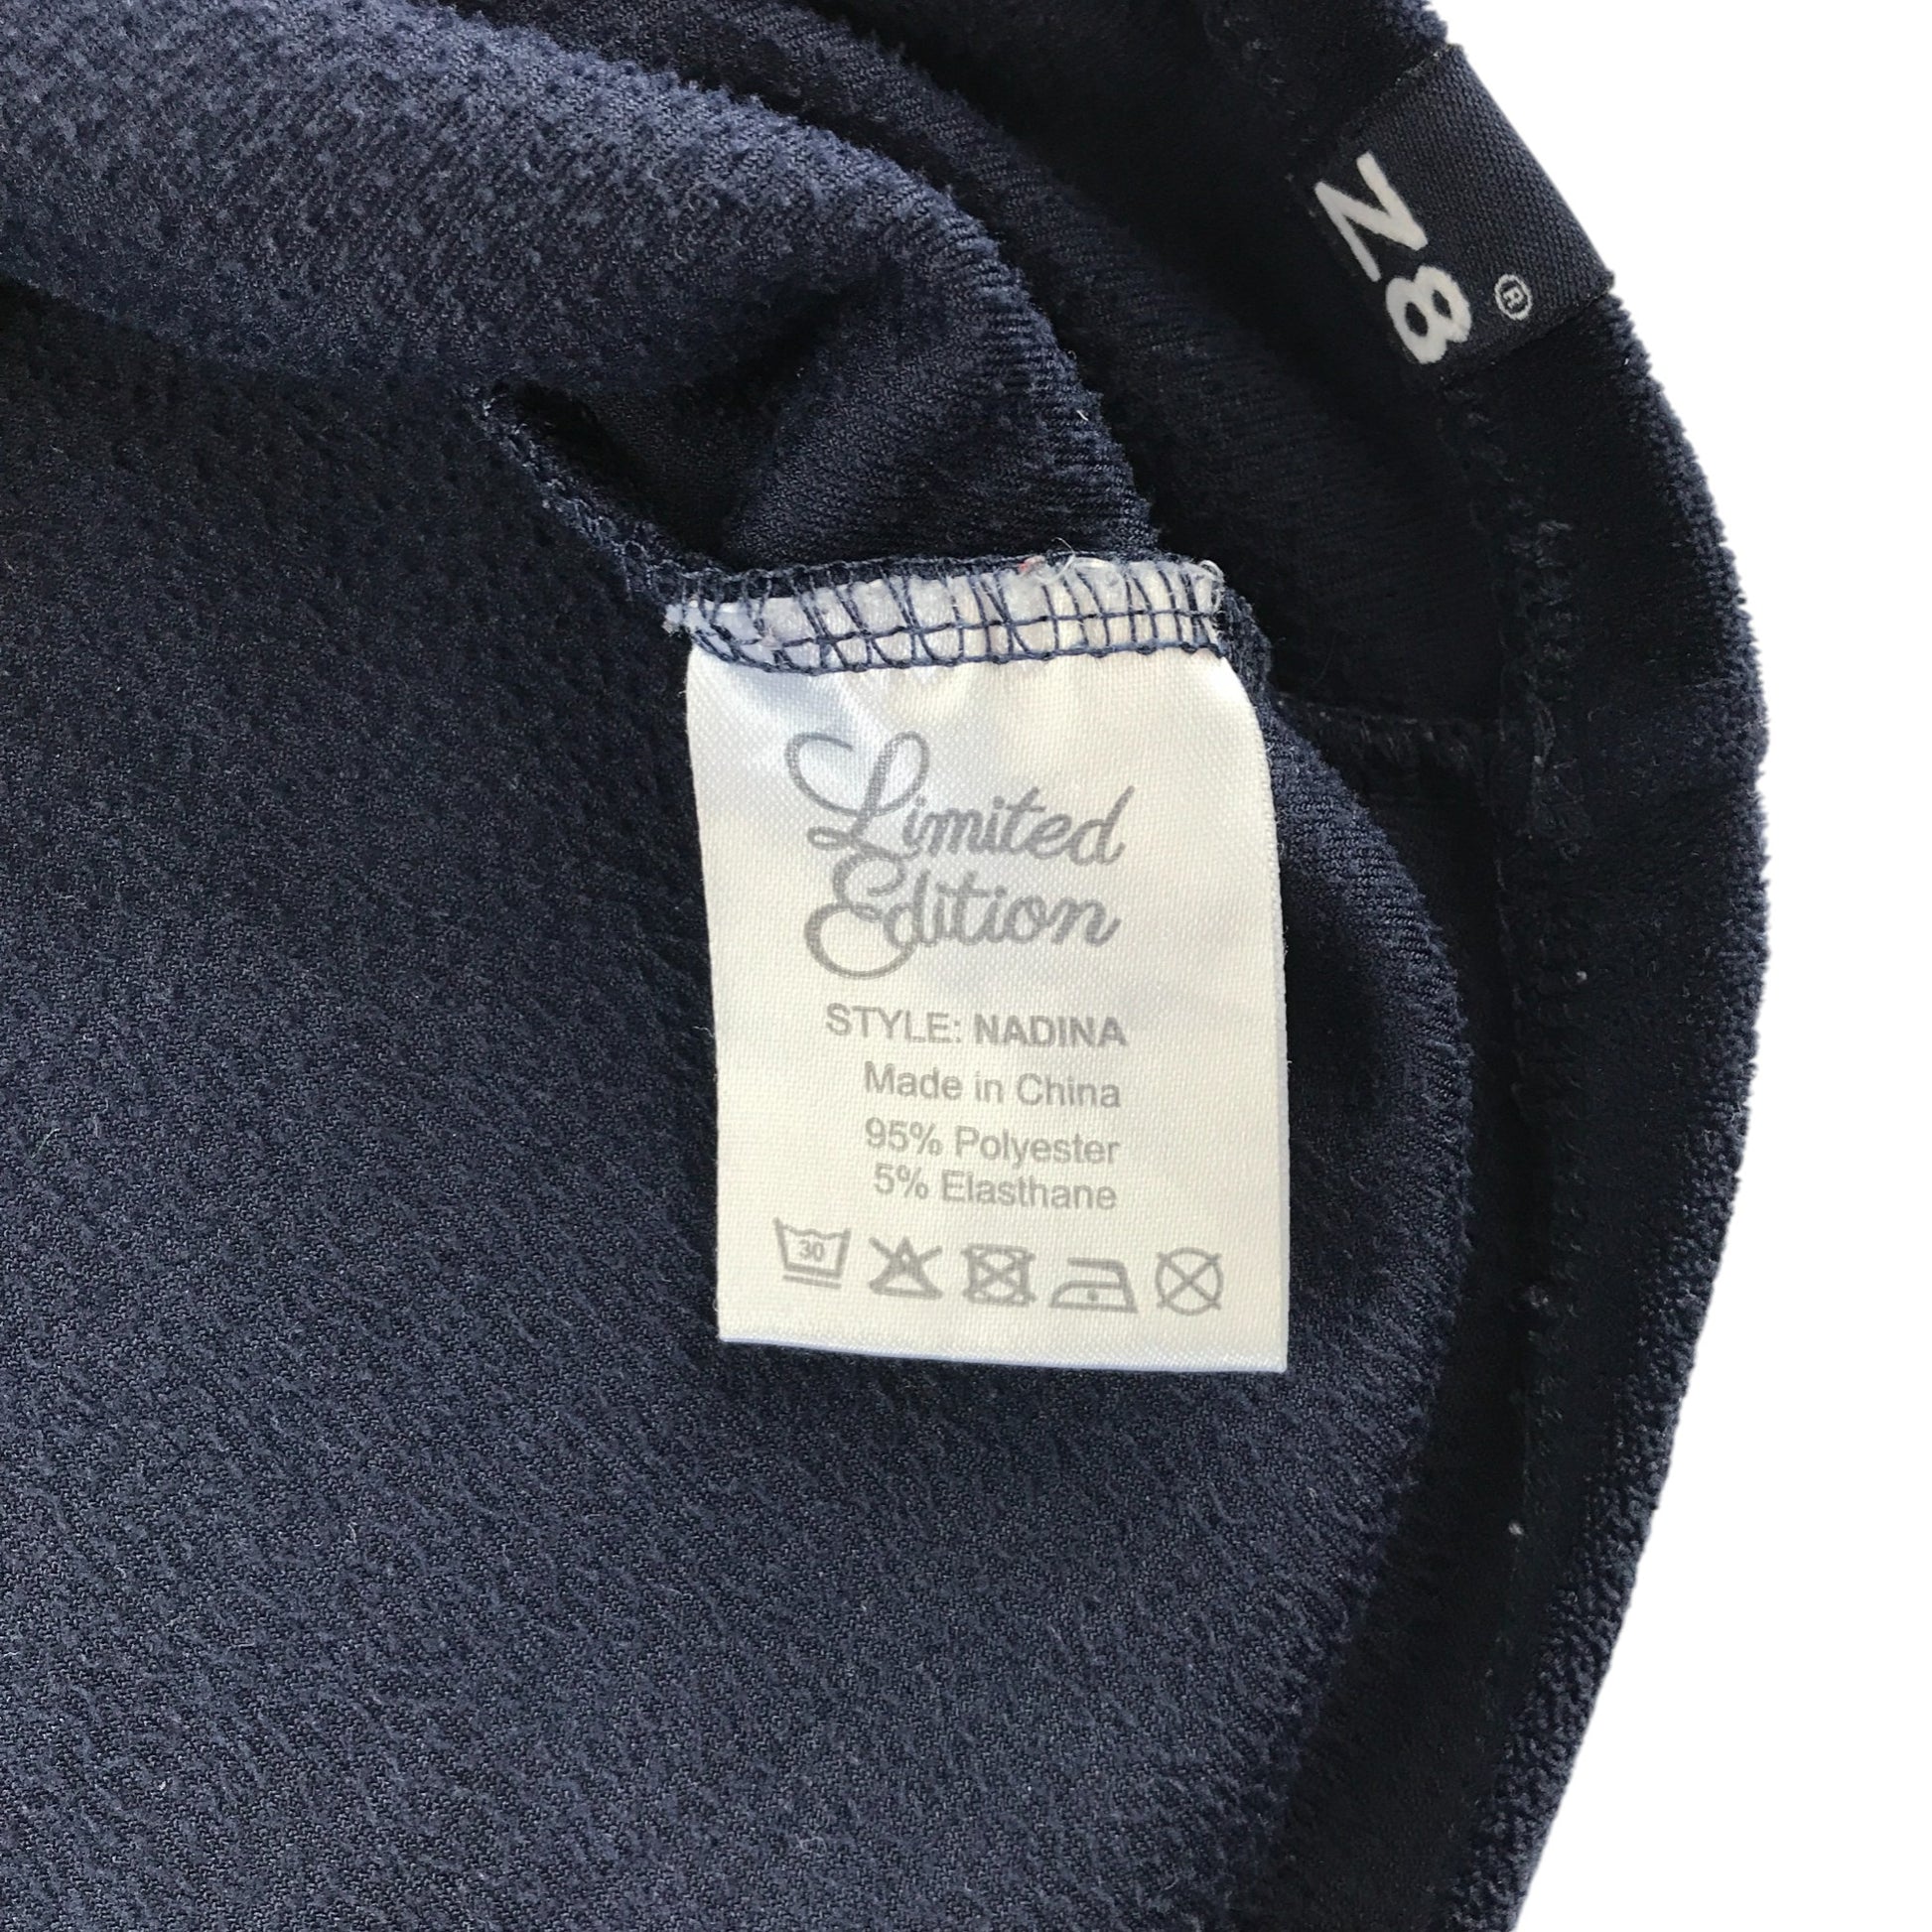 Z8 ®
Limited
Edition
STYLE: NADINA
Made in China
95% Polyester
5% Elasthane
30